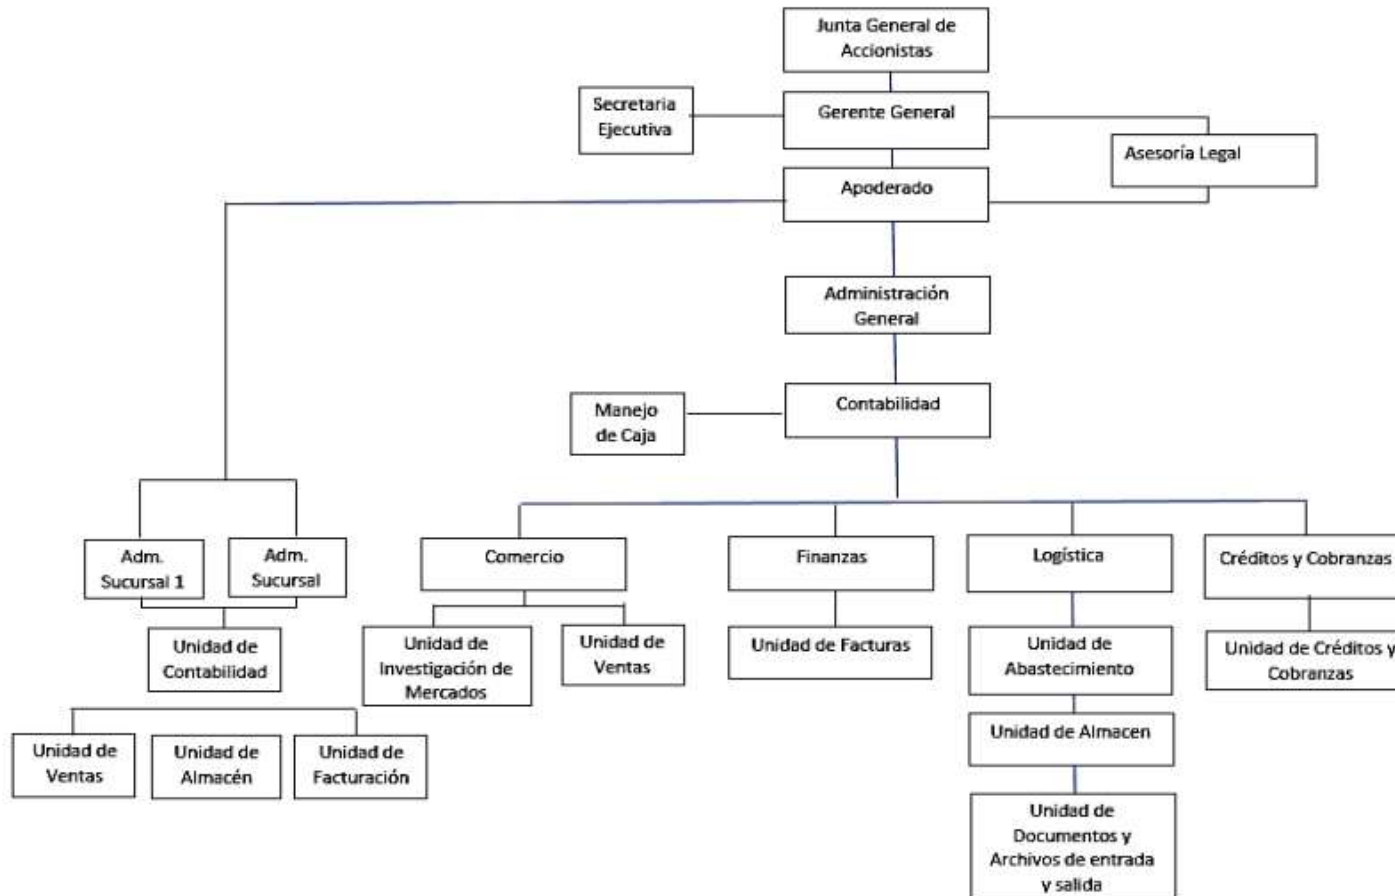 Junta General de
Accionistas
Secretaria
Ejecutiva
Gerente General
Asesoría Legal
Apoderado
Administración
General
Manejo
de Caja
Contabilidad
Adm.
Sucursal 1
Adm.
Sucursal
Comercio
Finanzas
Logística
Créditos y Cobranzas
Unidad de
Contabilidad
Unidad de
Investigación de
Mercados
Unidad de
Ventas
Unidad de Facturas
Unidad de
Abastecimiento
Unidad de Créditos y
Cobranzas
Unidad de
Ventas
Unidad de
Almacén
Unidad de
Facturación
Unidad de Almacen
Unidad de
Documentos y
Archivos de entrada
y salida